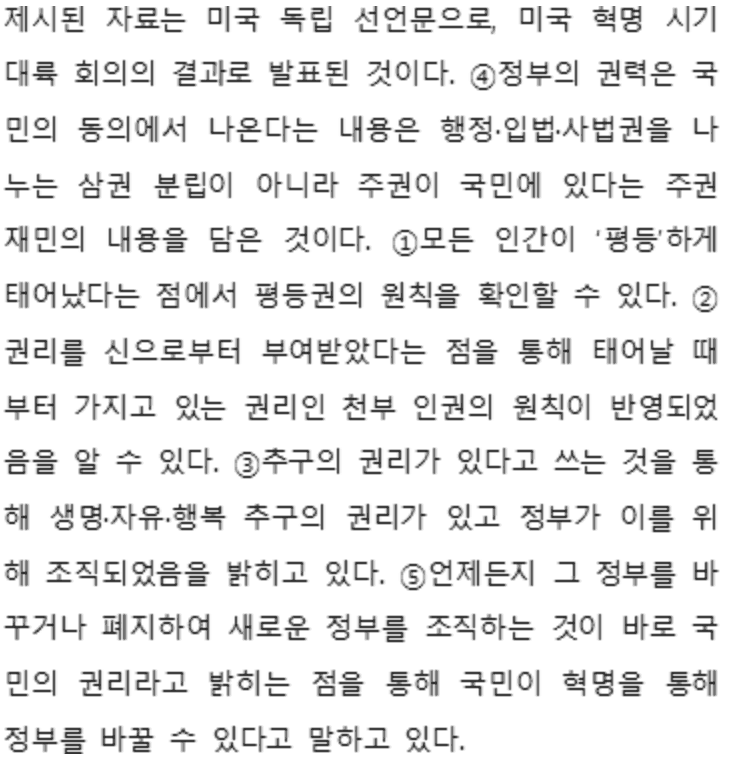 제시된 자료는 미국 독립 선언문으로, 미국 혁명 시기
대륙 회의의 결과로 발표된 것이다. ④정부의 권력은 국
민의 동의에서 나온다는 내용은 행정·입법·사법권을 나
누는 삼권 분립이 아니라 주권이 국민에 있다는 주권
재민의 내용을 담은 것이다. ①모든 인간이 '평등'하게
태어났다는 점에서 평등권의 원칙을 확인할 수 있다. ②
권리를 신으로부터 부여받았다는 점을 통해 태어날 때
부터 가지고 있는 권리인 천부 인권의 원칙이 반영되었
음을 알 수 있다. ③추구의 권리가 있다고 쓰는 것을 통
해 생명·자유·행복 추구의 권리가 있고 정부가 이를 위
해 조직되었음을 밝히고 있다. ⑤언제든지 그 정부를 바
꾸거나 폐지하여 새로운 정부를 조직하는 것이 바로 국
민의 권리라고 밝히는 점을 통해 국민이 혁명을 통해
정부를 바꿀 수 있다고 말하고 있다.